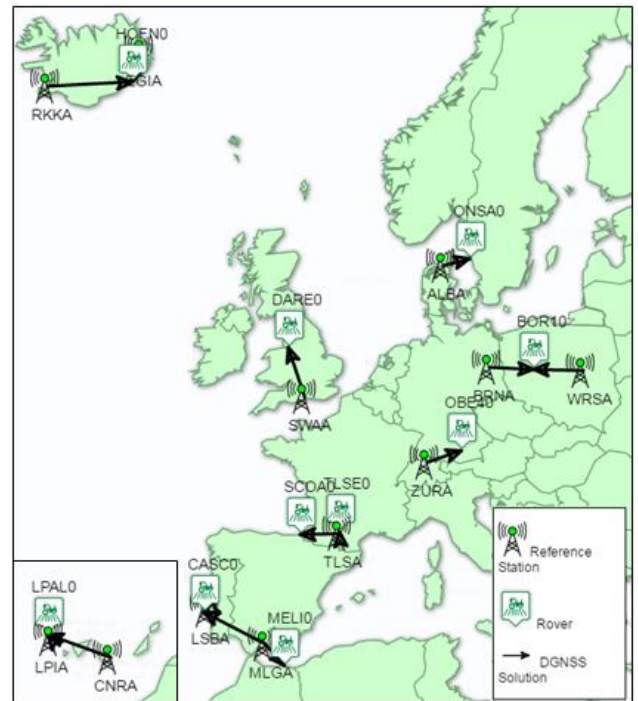 HOFN0
EGIA
RKKA
ONSA0
ALBA
DARE0
SWAA
BOR10
BRNA
WRSA
OBE40
ZURA
SCOA0
TLSE0
TLSA
CASC0
LSBA
MELI0
MLGA
LPAL0
LPIA
CNRA
Reference
Station
Rover
DGNSS
Solution